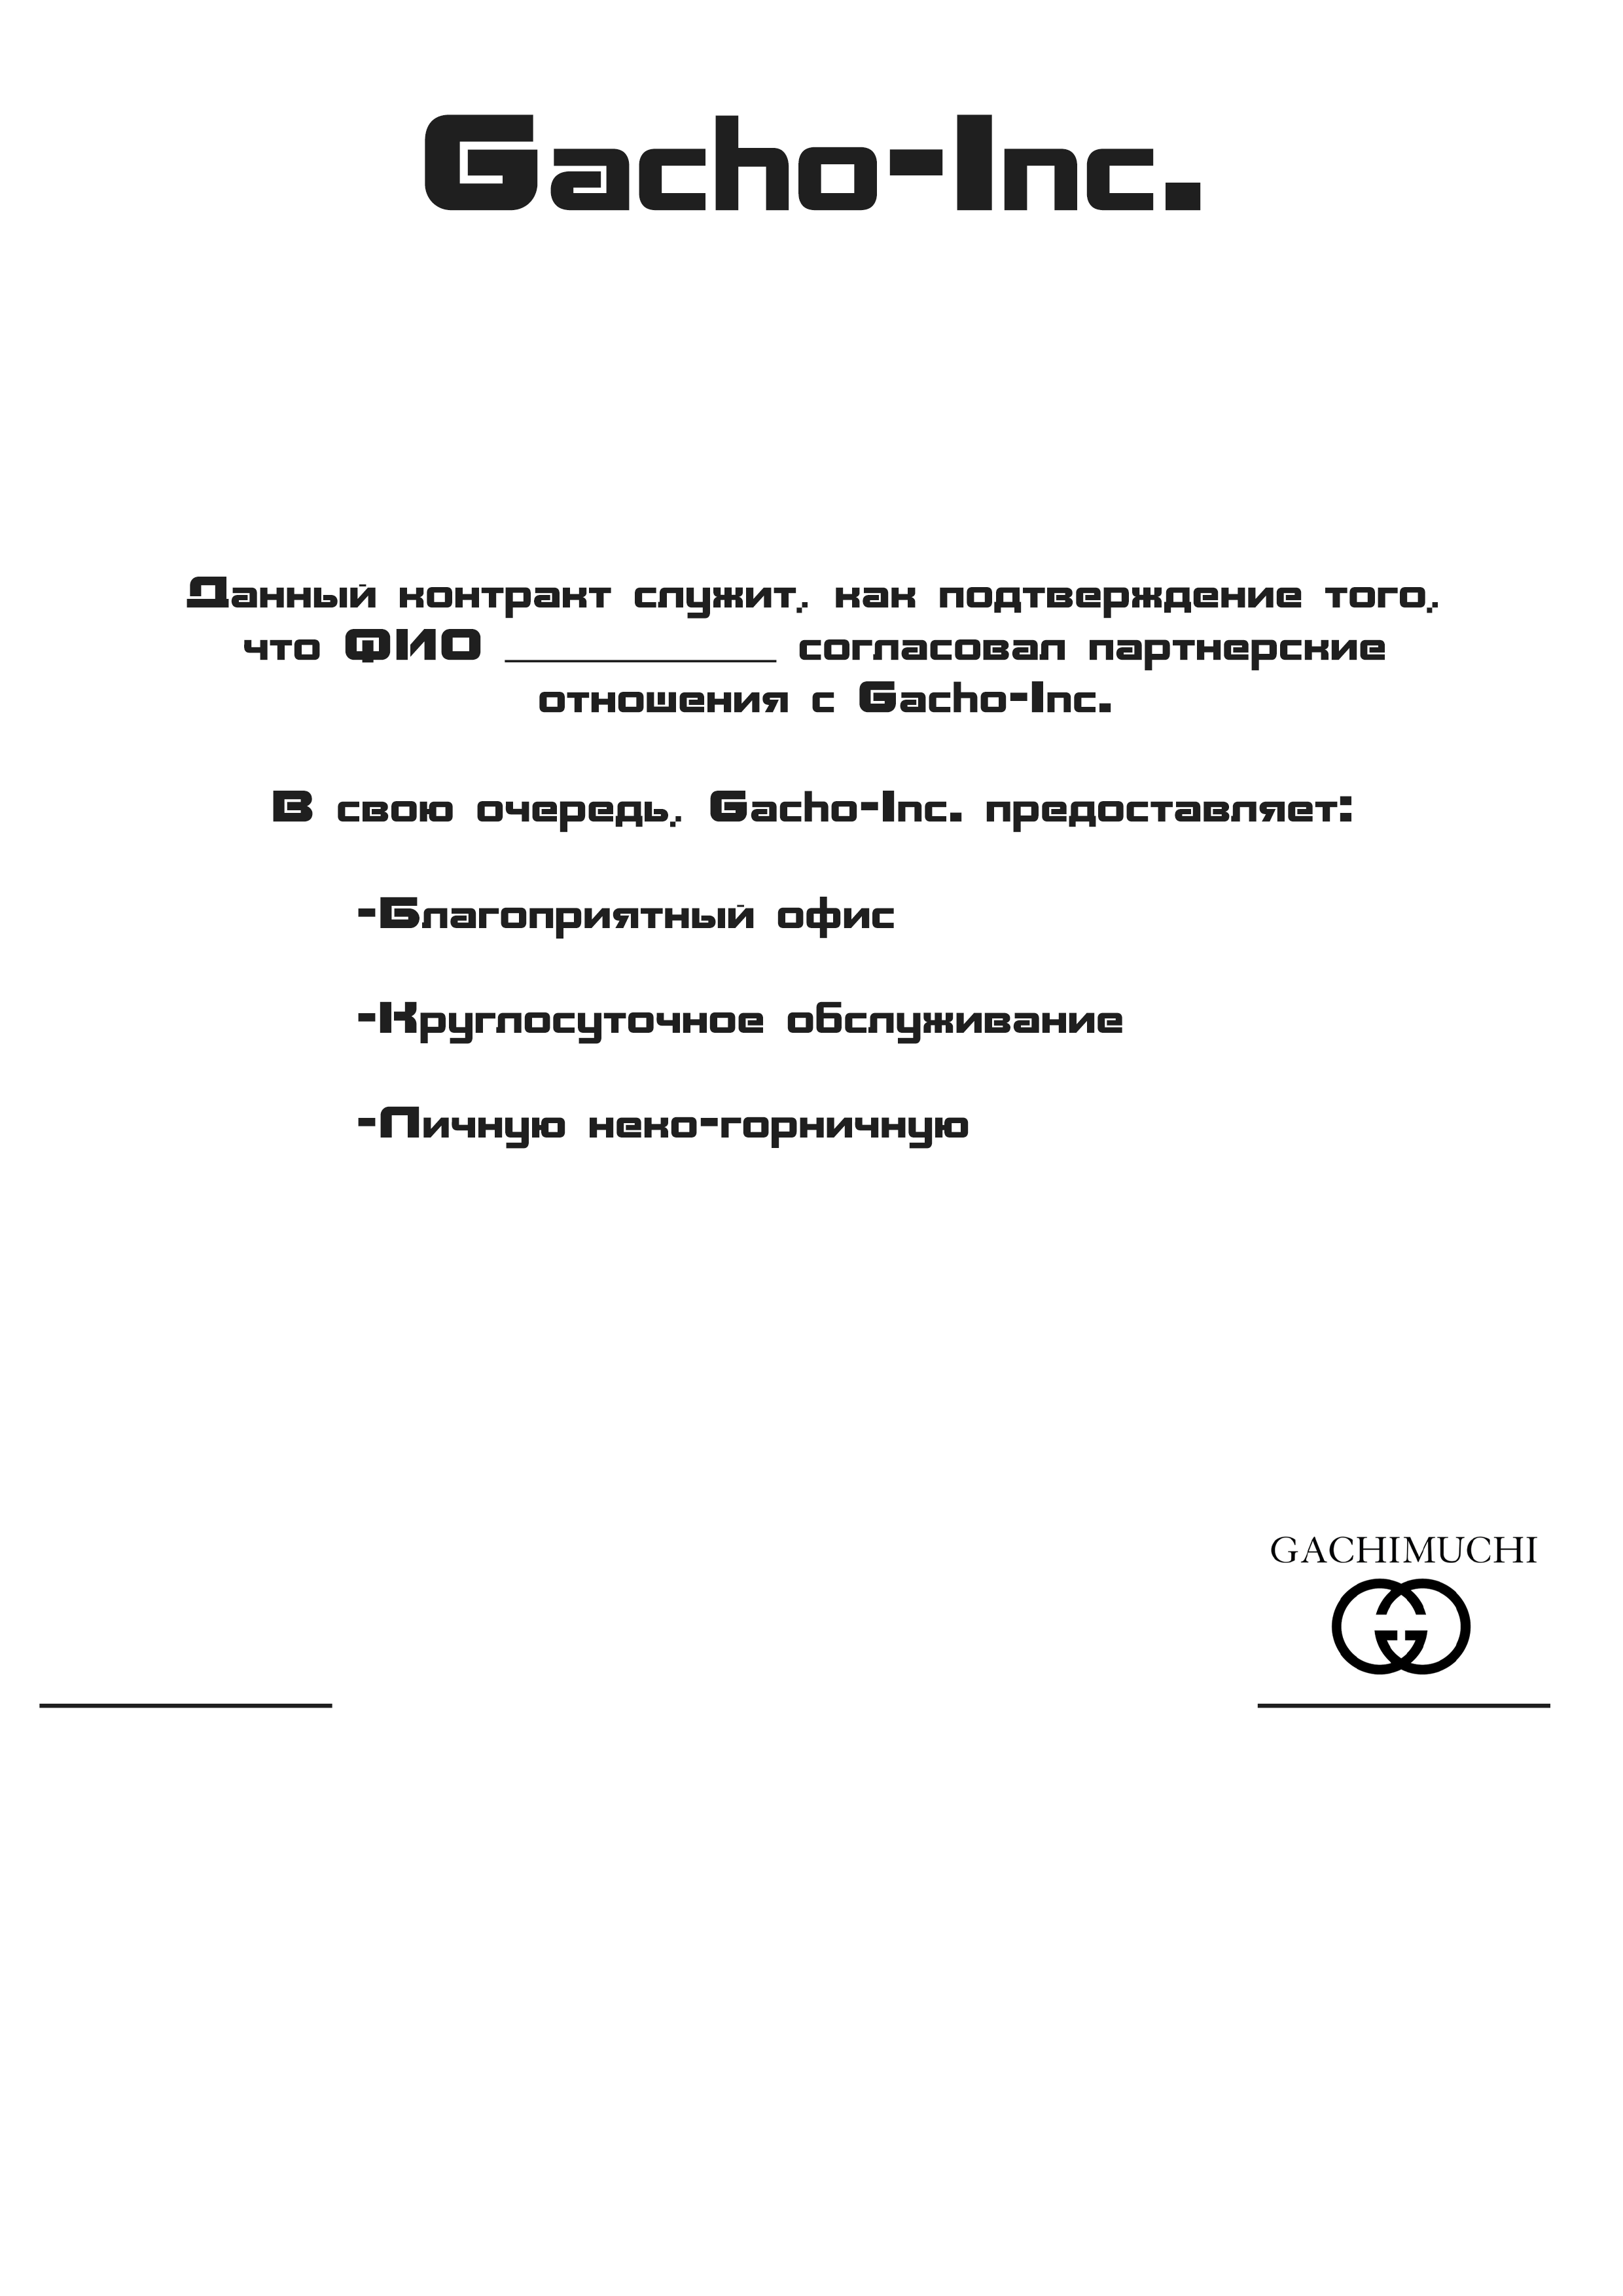 Gacho-Inc.
Данный контракт служит, как подтверждение того,
что ФИО ____________ согласовал партнерские
отношения с Gacho-Inc.
В свою очередь, Gacho-Inc. предоставляет:
-Благоприятный офис
-Круглосуточное обслуживание
-Личную неко-горничную
GACHIMUCHI